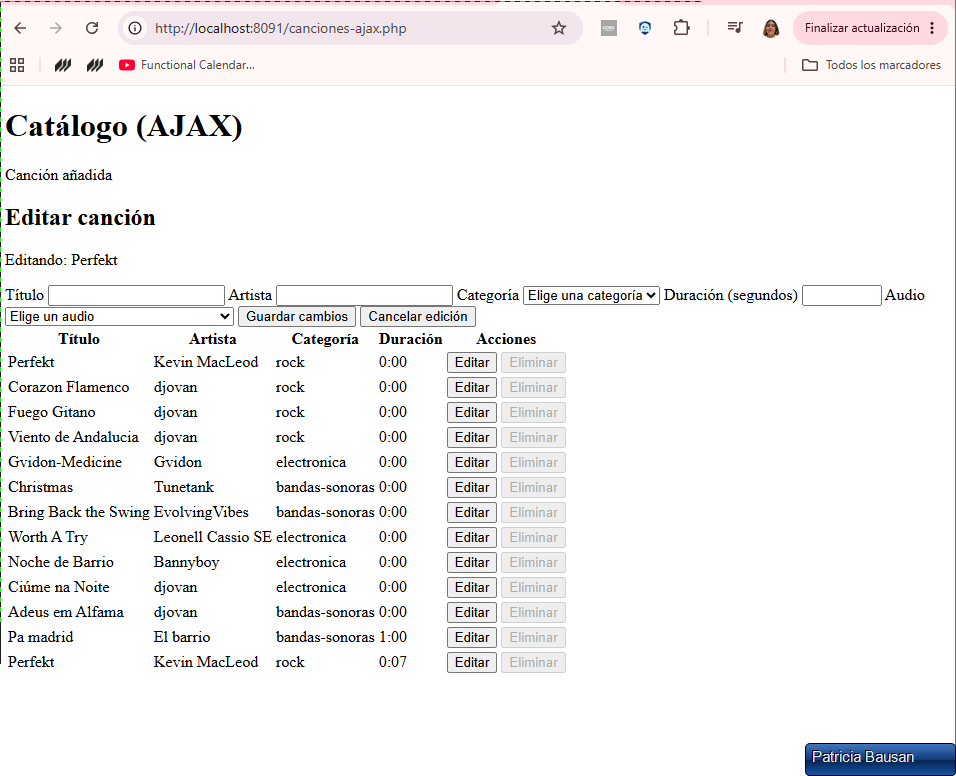 http://localhost:8091/canciones-ajax.php
Finalizar actualización
Functional Calendar...
Todos los marcadores
Catálogo (AJAX)
Canción añadida
Editar canción
Editando: Perfekt
Título Artista Categoría Elige una categoría Duración (segundos) Audio
Elige un audio Guardar cambios Cancelar edición
Título Artista Categoría Duración Acciones
Perfekt Kevin MacLeod rock 0:00 Editar Eliminar
Corazon Flamenco djovan rock 0:00 Editar Eliminar
Fuego Gitano djovan rock 0:00 Editar Eliminar
Viento de Andalucia djovan rock 0:00 Editar Eliminar
Gvidon-Medicine Gvidon electronica 0:00 Editar Eliminar
Christmas Tunetank bandas-sonoras 0:00 Editar Eliminar
Bring Back the Swing EvolvingVibes bandas-sonoras 0:00 Editar Eliminar
Worth A Try Leonell Cassio SE electronica 0:00 Editar Eliminar
Noche de Barrio Bannyboy electronica 0:00 Editar Eliminar
Ciúme na Noite djovan electronica 0:00 Editar Eliminar
Adeus em Alfama djovan bandas-sonoras 0:00 Editar Eliminar
Pa madrid El barrio bandas-sonoras 1:00 Editar Eliminar
Perfekt Kevin MacLeod rock 0:07 Editar Eliminar
Patricia Bausan